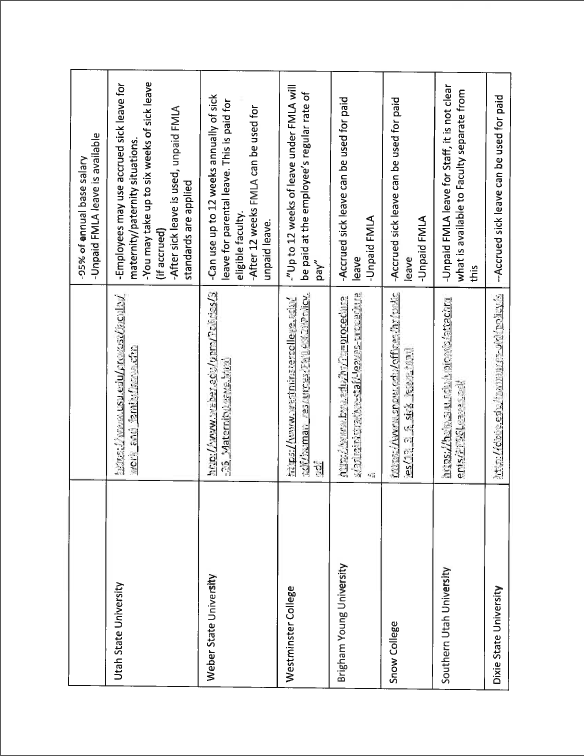 -95% of annual base salary
-Unpaid FMLA leave is available
Utah State University
-Employees may use accrued sick leave for
maternity/paternity situations.
-You may take up to six weeks of sick leave
(if accrued)
-After sick leave is used, unpaid FMLA
standards are applied
Weber State University
-Can use up to 12 weeks annually of sick
leave for parental leave. This is paid for
eligible faculty.
-After 12 weeks FMLA can be used for
unpaid leave.
Westminster College
-"Up to 12 weeks of leave under FMLA will
be paid at the employee's regular rate of
pay"
Brigham Young University
-Accrued sick leave can be used for paid
leave
-Unpaid FMLA
Snow College
-Accrued sick leave can be used for paid
leave
-Unpaid FMLA
Southern Utah University
-Unpaid FMLA leave for Staff, it is not clear
what is available to Faculty separate from
this
Dixie State University
--Accrued sick leave can be used for paid